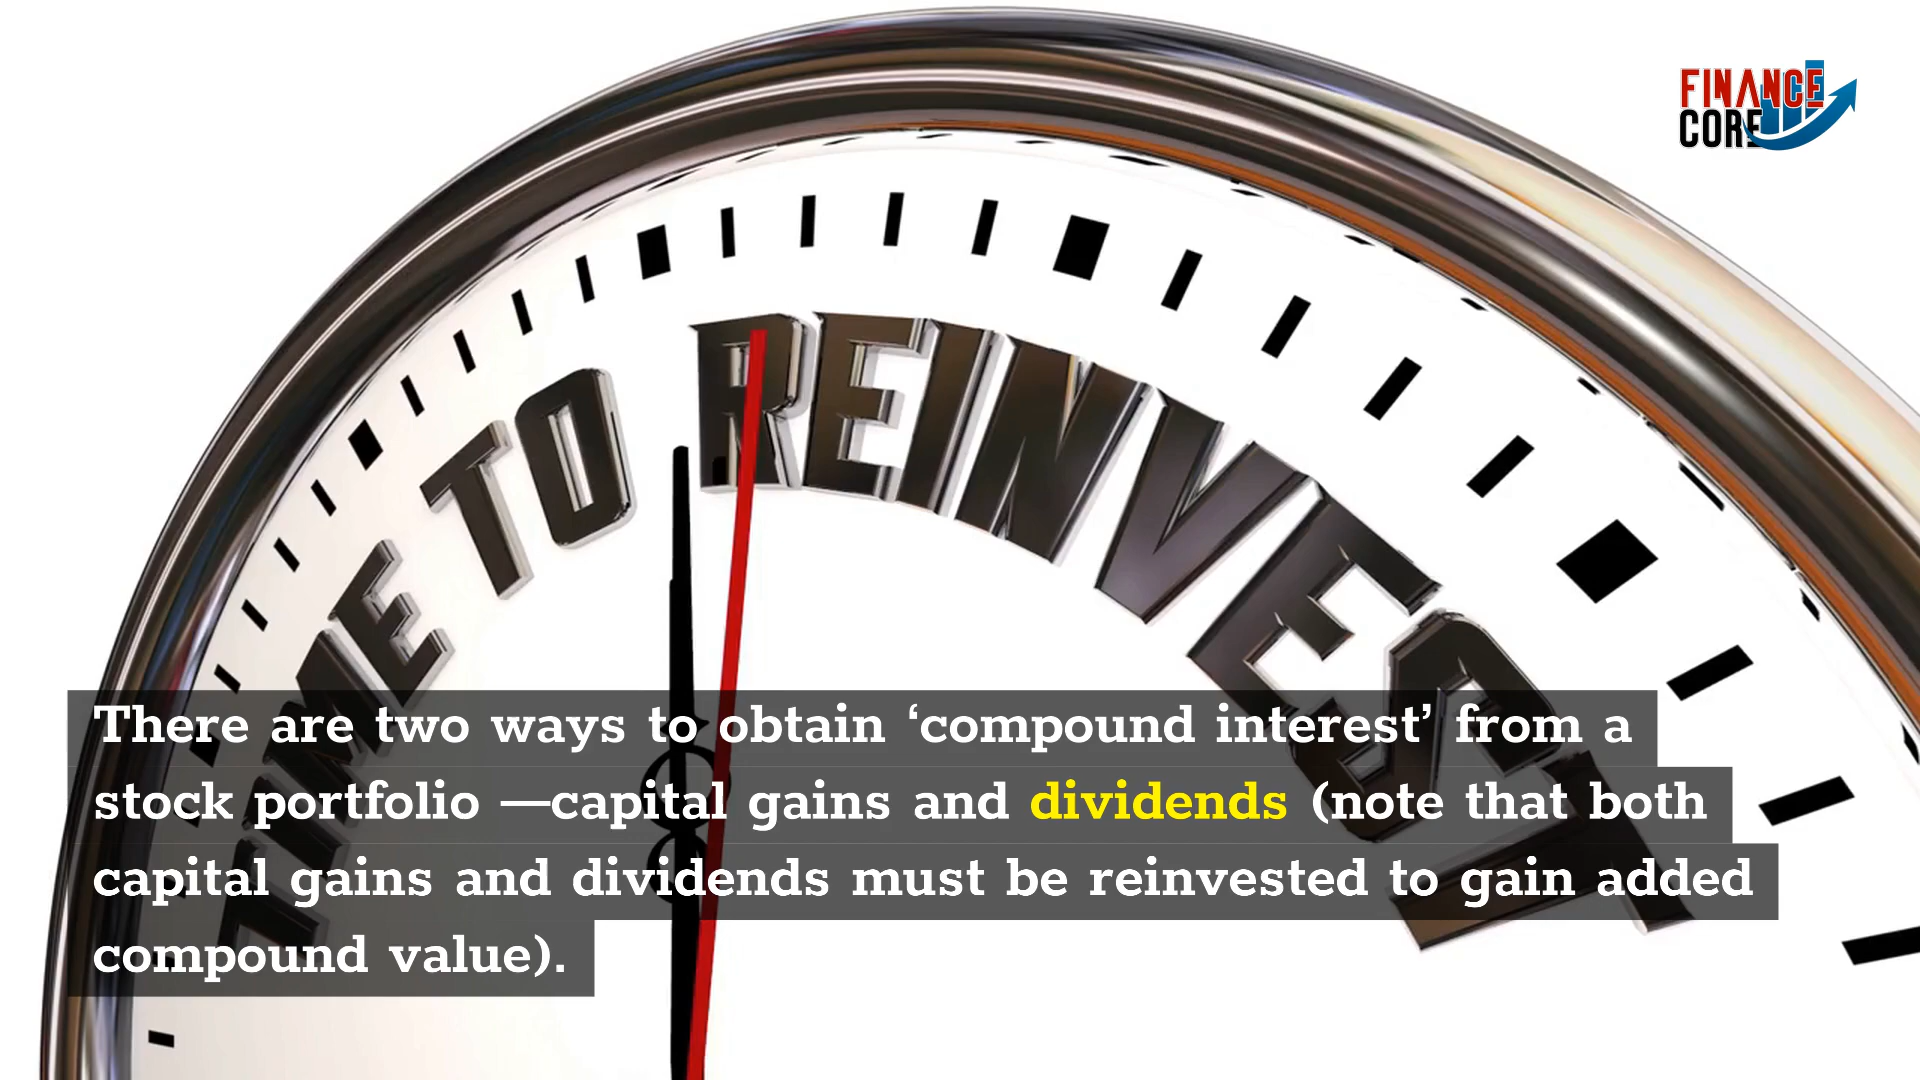 FINANCE
CORE
TIME TO REINVEST
There are two ways to obtain ‘compound interest’ from a
stock portfolio —capital gains and dividends (note that both
capital gains and dividends must be reinvested to gain added
compound value).